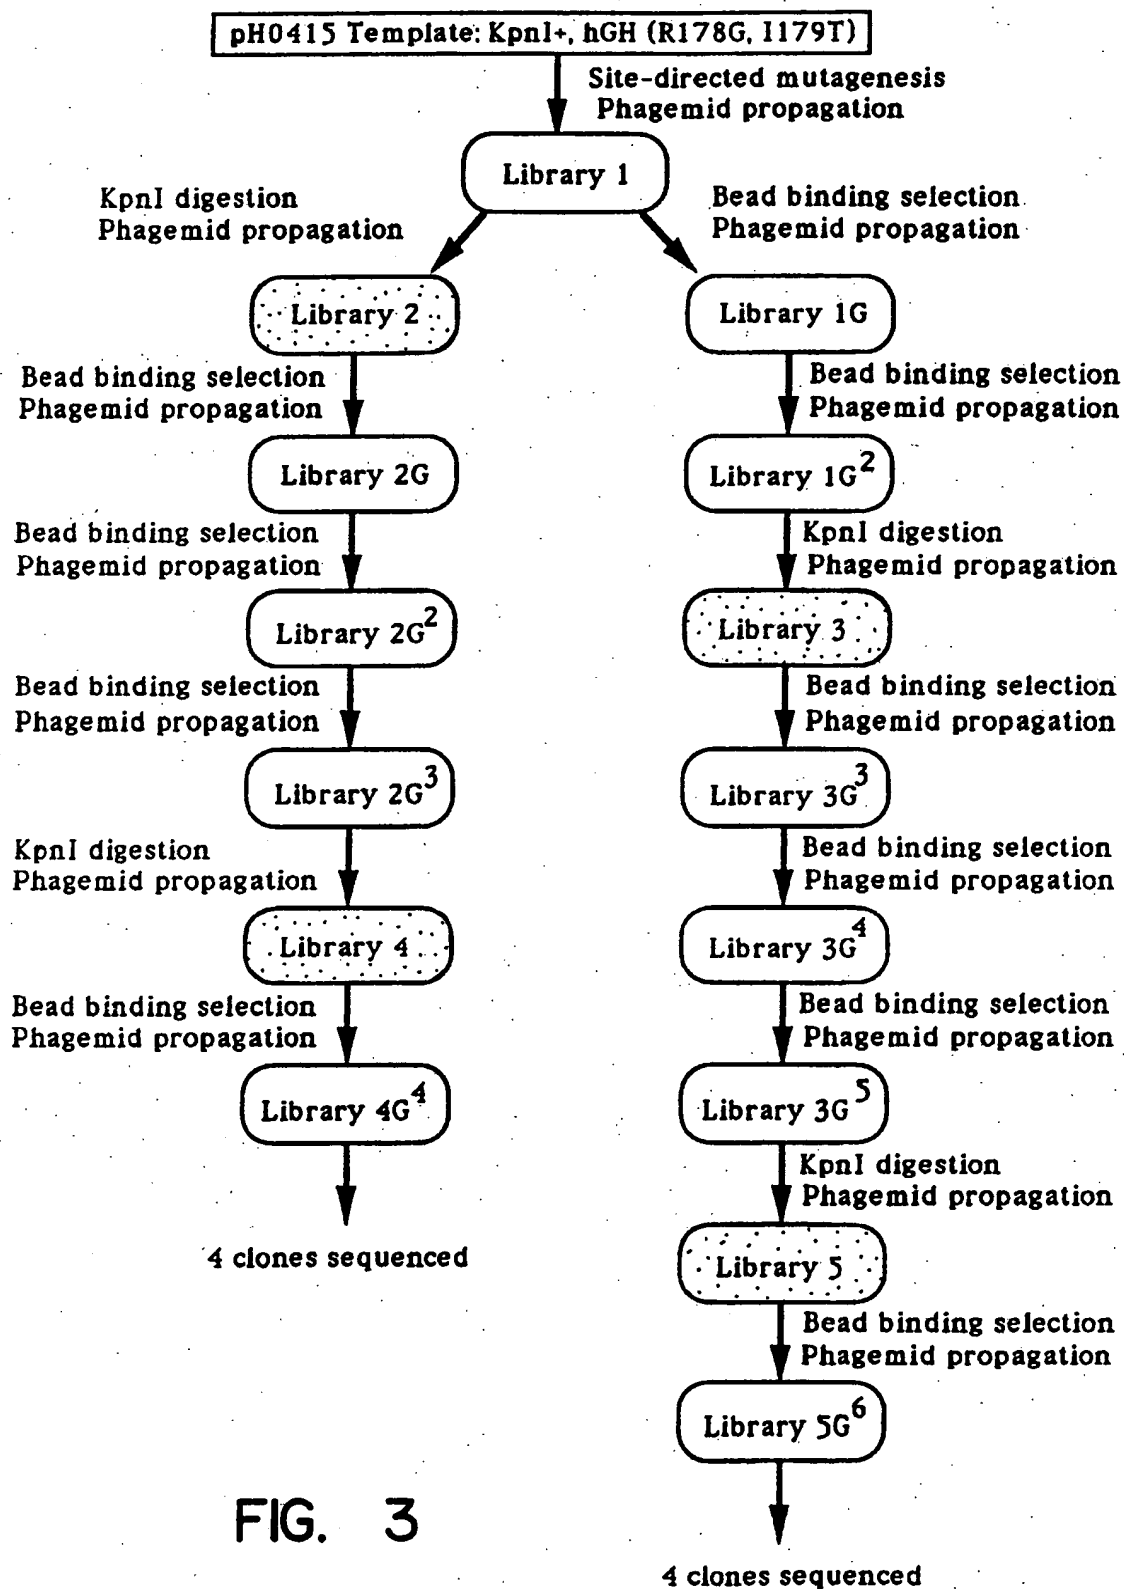 pH0415 Template: KpnI+, hGH (R178G, I179T)
Site-directed mutagenesis
Phagemid propagation
Library 1
KpnI digestion
Phagemid propagation
Bead binding selection
Phagemid propagation
Library 2
Library 1G
Bead binding selection
Phagemid propagation
Bead binding selection
Phagemid propagation
Library 2G
Library 1G²
Bead binding selection
Phagemid propagation
KpnI digestion
Phagemid propagation
Library 2G²
Library 3
Bead binding selection
Phagemid propagation
Bead binding selection
Phagemid propagation
Library 2G³
Library 3G³
KpnI digestion
Phagemid propagation
Bead binding selection
Phagemid propagation
Library 4
Library 3G⁴
Bead binding selection
Phagemid propagation
Bead binding selection
Phagemid propagation
Library 4G⁴
Library 3G⁵
KpnI digestion
Phagemid propagation
4 clones sequenced
Library 5
Bead binding selection
Phagemid propagation
Library 5G⁶
FIG. 3
4 clones sequenced